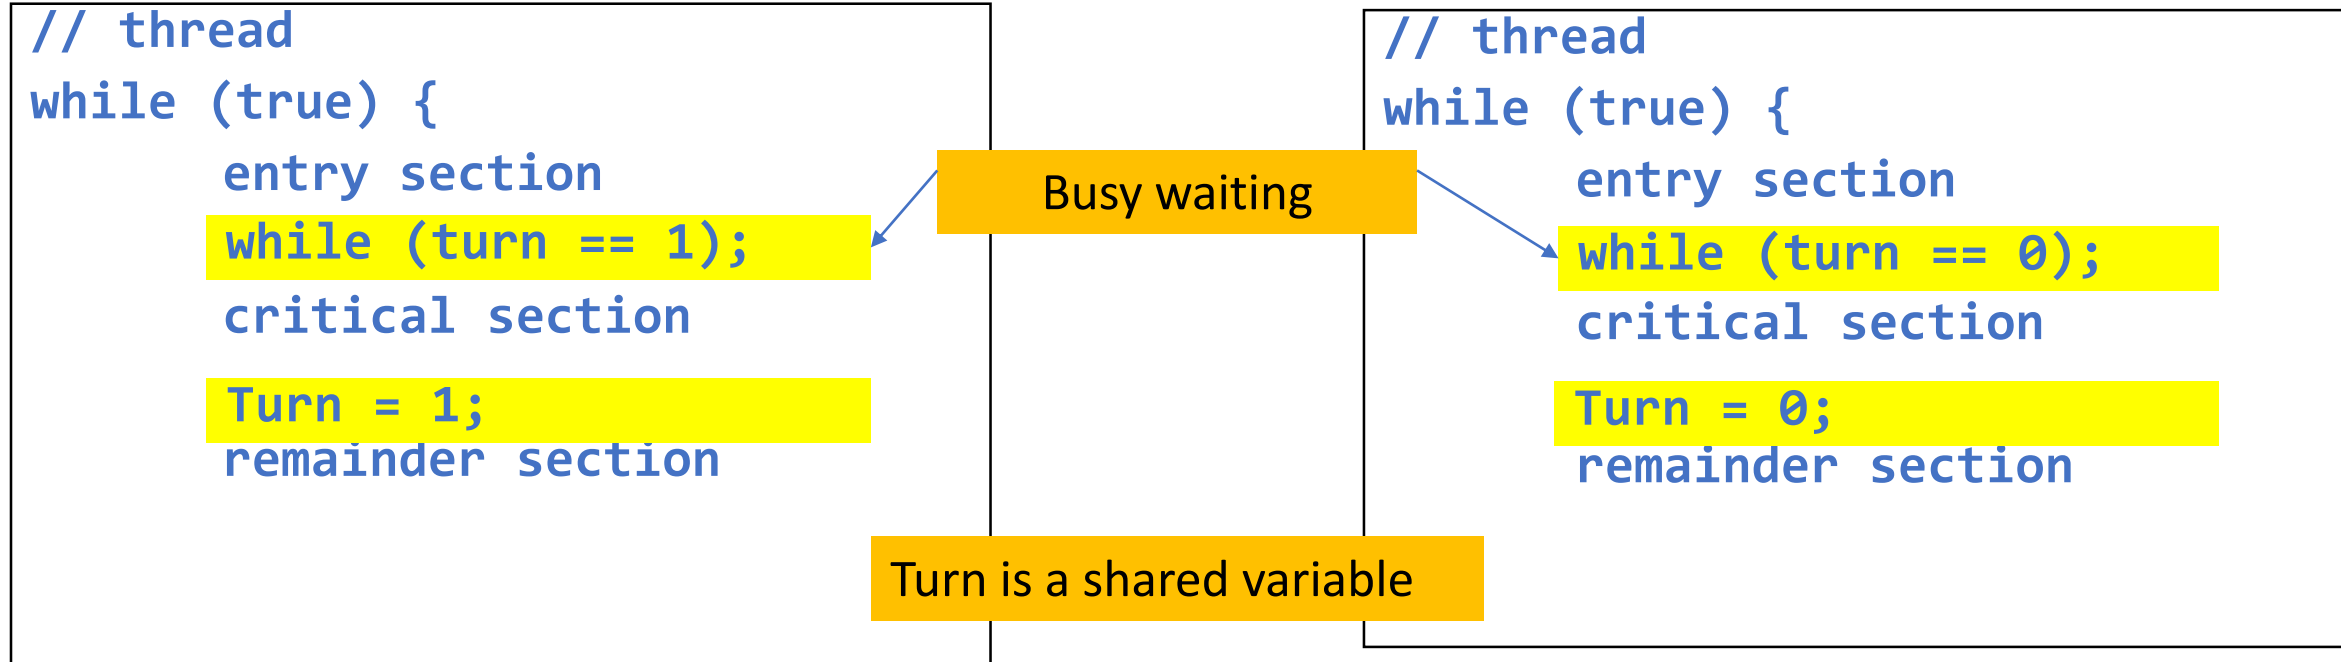 // thread
while (true) {
entry section
while (turn == 1);
critical section
Turn = 1;
remainder section
Busy waiting
Turn is a shared variable
// thread
while (true) {
entry section
while (turn == 0);
critical section
Turn = 0;
remainder section